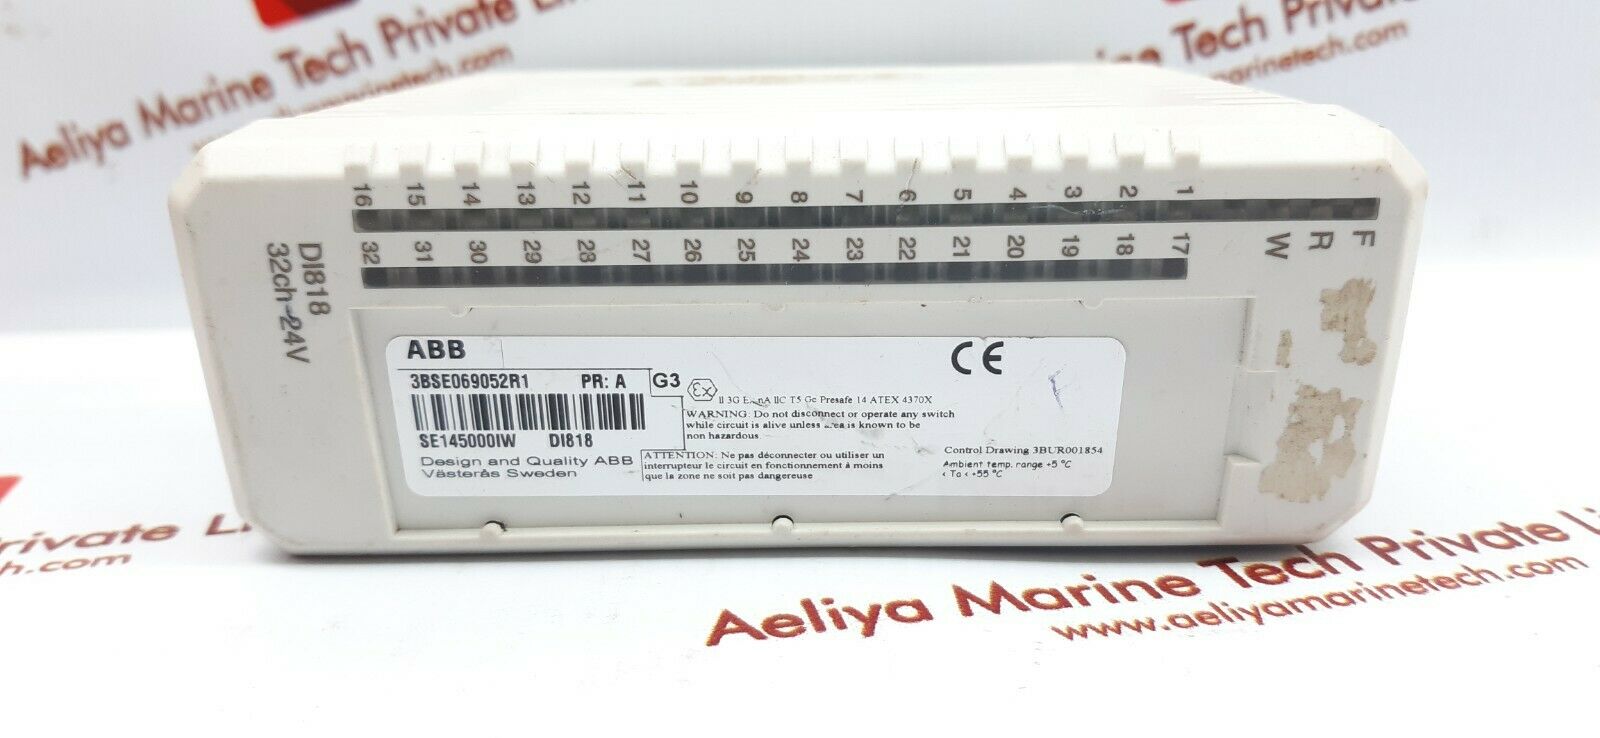 Aeliya Marine Tech Private Li
16 15 14 13 12 11 10 9 8 7 6 5 4 3 2 1
F
R
W
32 31 30 29 28 27 26 25 24 23 22 21 20 19 18 17
DI818
32ch-24V
ABB
3BSE069052R1 PR: A G3
SE145000IW DI818
Design and Quality ABB
Västerås Sweden
Ex
II 3G Ex nA IIC T5 Gc Presafe 14 ATEX 4370X
WARNING: Do not disconnect or operate any switch
while circuit is alive unless area is known to be
non hazardous.
ATTENTION: Ne pas déconnecter ou utiliser un
interrupteur le circuit en fonctionnement à moins
que la zone ne soit pas dangereuse
CE
Control Drawing 3BUR001854
Ambient temp. range +5 °C
< Ta < +55 °C
rivate Li
Aeliya Marine Tech Private Li
www.aeliyamarinetech.com